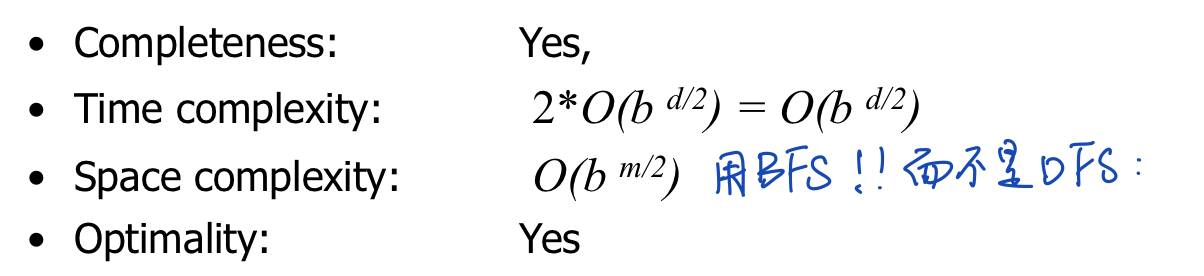 • Completeness: Yes,
• Time complexity: 2*O(b d/2) = O(b d/2)
• Space complexity: O(b m/2) 用BFS!!而不是DFS:
• Optimality: Yes